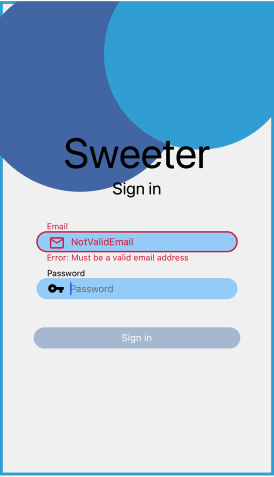 Sweeter
Sign in
Email
NotValidEmail
Error: Must be a valid email address
Password
Password
Sign in